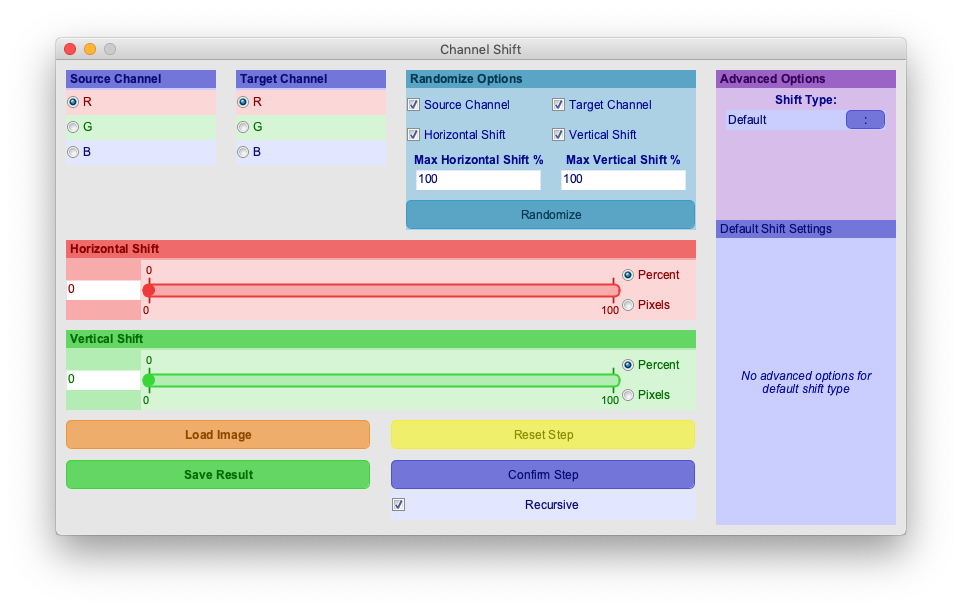 Channel Shift
Source Channel
R
G
B
Target Channel
R
G
B
Randomize Options
Source Channel
Target Channel
Horizontal Shift
Vertical Shift
Max Horizontal Shift %
Max Vertical Shift %
100
100
Randomize
Advanced Options
Shift Type:
Default
:
Default Shift Settings
No advanced options for
default shift type
Horizontal Shift
0
0
0
100
Percent
Pixels
Vertical Shift
0
0
0
100
Percent
Pixels
Load Image
Reset Step
Save Result
Confirm Step
Recursive